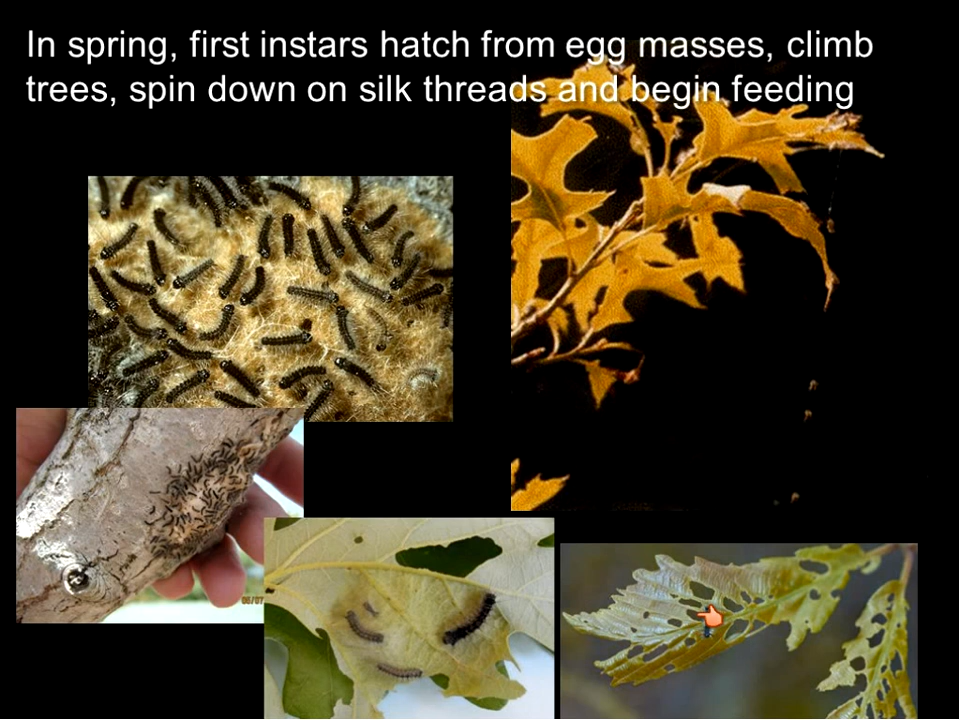 In spring, first instars hatch from egg masses, climb
trees, spin down on silk threads and begin feeding